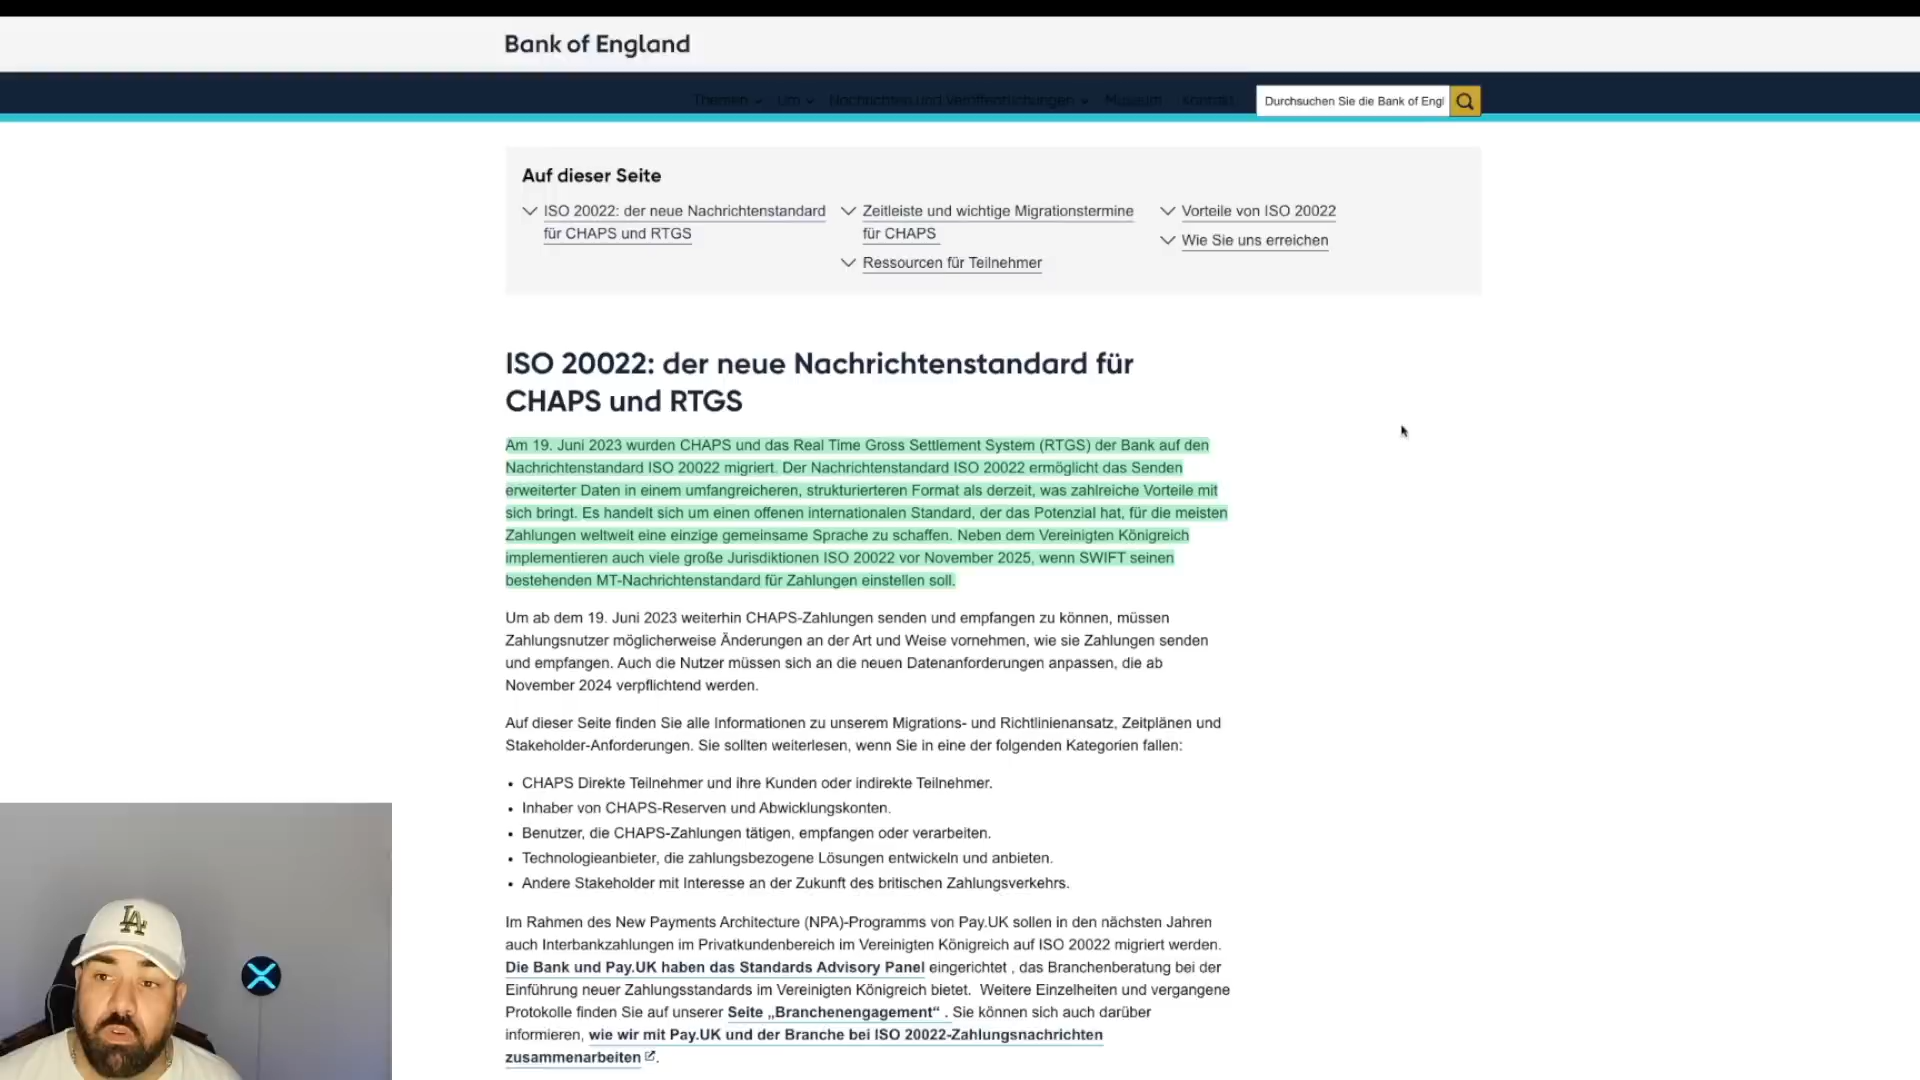 Bank of England
Themen Um Nachrichten und Veröffentlichungen Museum Kontakt
Durchsuchen Sie die Bank of Engl
Auf dieser Seite
ISO 20022: der neue Nachrichtenstandard
für CHAPS und RTGS
Zeitleiste und wichtige Migrationstermine
für CHAPS
Ressourcen für Teilnehmer
Vorteile von ISO 20022
Wie Sie uns erreichen
ISO 20022: der neue Nachrichtenstandard für
CHAPS und RTGS
Am 19. Juni 2023 wurden CHAPS und das Real Time Gross Settlement System (RTGS) der Bank auf den
Nachrichtenstandard ISO 20022 migriert. Der Nachrichtenstandard ISO 20022 ermöglicht das Senden
erweiterter Daten in einem umfangreicheren, strukturierteren Format als derzeit, was zahlreiche Vorteile mit
sich bringt. Es handelt sich um einen offenen internationalen Standard, der das Potenzial hat, für die meisten
Zahlungen weltweit eine einzige gemeinsame Sprache zu schaffen. Neben dem Vereinigten Königreich
implementieren auch viele große Jurisdiktionen ISO 20022 vor November 2025, wenn SWIFT seinen
bestehenden MT-Nachrichtenstandard für Zahlungen einstellen soll.
Um ab dem 19. Juni 2023 weiterhin CHAPS-Zahlungen senden und empfangen zu können, müssen
Zahlungsnutzer möglicherweise Änderungen an der Art und Weise vornehmen, wie sie Zahlungen senden
und empfangen. Auch die Nutzer müssen sich an die neuen Datenanforderungen anpassen, die ab
November 2024 verpflichtend werden.
Auf dieser Seite finden Sie alle Informationen zu unserem Migrations- und Richtlinienansatz, Zeitplänen und
Stakeholder-Anforderungen. Sie sollten weiterlesen, wenn Sie in eine der folgenden Kategorien fallen:
• CHAPS Direkte Teilnehmer und ihre Kunden oder indirekte Teilnehmer.
• Inhaber von CHAPS-Reserven und Abwicklungskonten.
• Benutzer, die CHAPS-Zahlungen tätigen, empfangen oder verarbeiten.
• Technologieanbieter, die zahlungsbezogene Lösungen entwickeln und anbieten.
• Andere Stakeholder mit Interesse an der Zukunft des britischen Zahlungsverkehrs.
Im Rahmen des New Payments Architecture (NPA)-Programms von Pay.UK sollen in den nächsten Jahren
auch Interbankzahlungen im Privatkundenbereich im Vereinigten Königreich auf ISO 20022 migriert werden.
Die Bank und Pay.UK haben das Standards Advisory Panel eingerichtet , das Branchenberatung bei der
Einführung neuer Zahlungsstandards im Vereinigten Königreich bietet. Weitere Einzelheiten und vergangene
Protokolle finden Sie auf unserer Seite „Branchenengagement“ . Sie können sich auch darüber
informieren, wie wir mit Pay.UK und der Branche bei ISO 20022-Zahlungsnachrichten
zusammenarbeiten .
LA